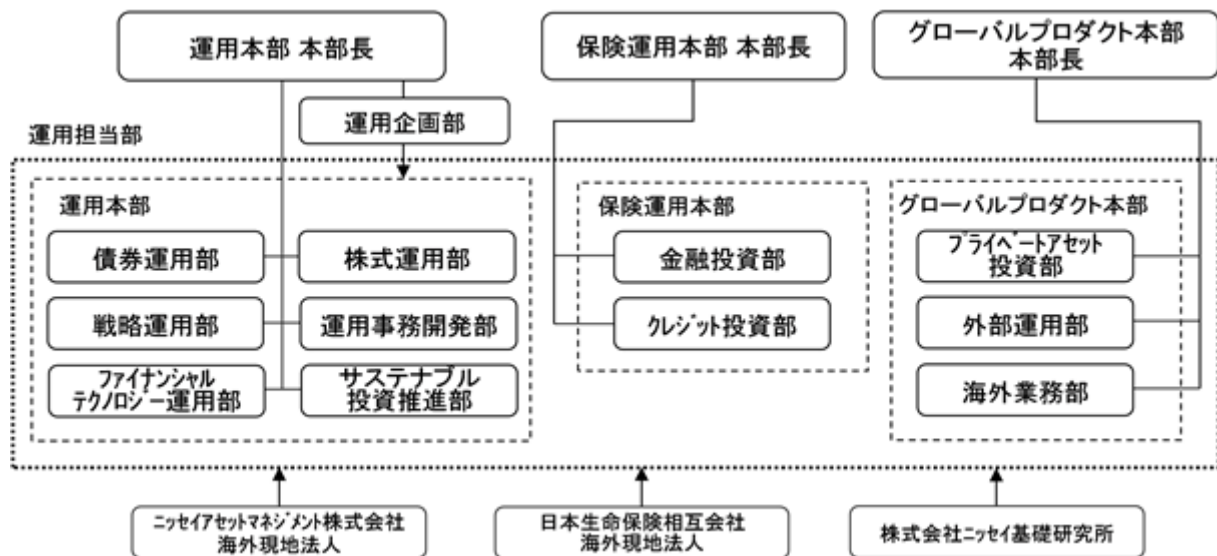 運用本部 本部長
保険運用本部 本部長
グローバルプロダクト本部
本部長
運用企画部
運用担当部
運用本部
債券運用部
株式運用部
戦略運用部
運用事務開発部
ファイナンシャル
テクノロジー運用部
サステナブル
投資推進部
保険運用本部
金融投資部
クレジット投資部
グローバルプロダクト本部
プライベートアセット
投資部
外部運用部
海外業務部
ニッセイアセットマネジメント株式会社
海外現地法人
日本生命保険相互会社
海外現地法人
株式会社ニッセイ基礎研究所